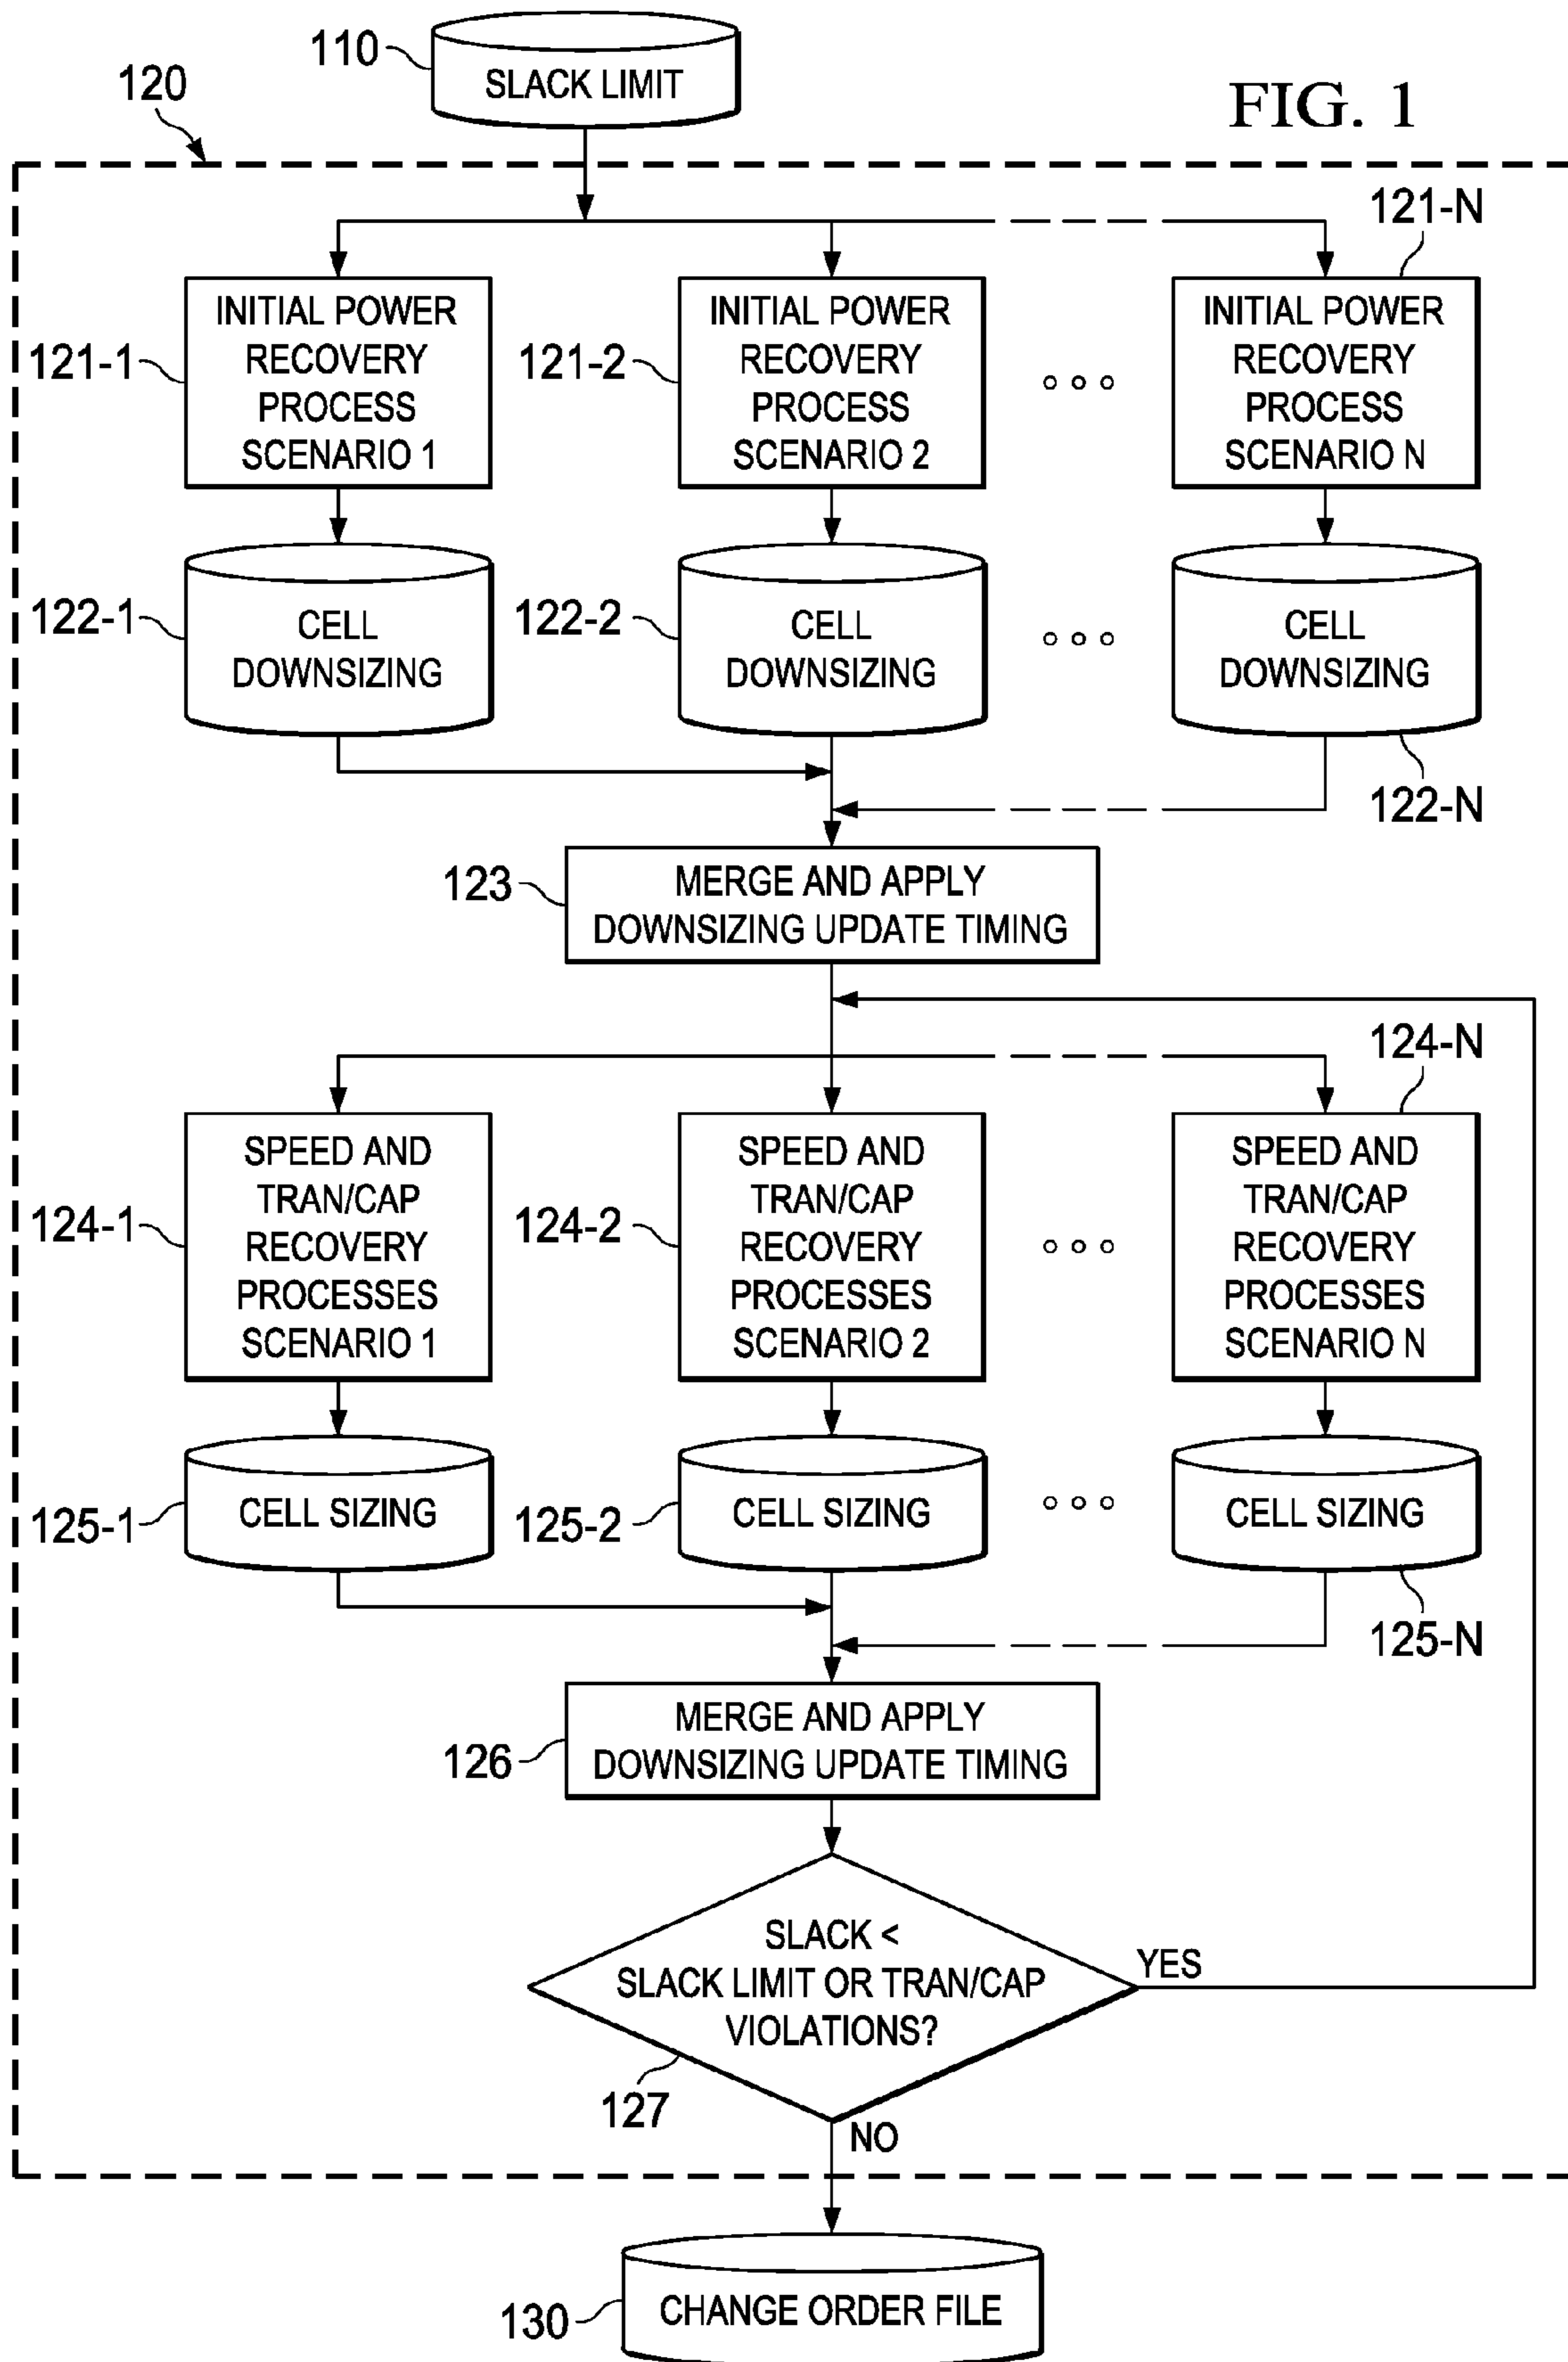 110
SLACK LIMIT
FIG. 1
120
121-N
INITIAL POWER
RECOVERY
PROCESS
SCENARIO 1
121-1
INITIAL POWER
RECOVERY
PROCESS
SCENARIO 2
121-2
INITIAL POWER
RECOVERY
PROCESS
SCENARIO N
122-1
CELL
DOWNSIZING
122-2
CELL
DOWNSIZING
CELL
DOWNSIZING
122-N
123
MERGE AND APPLY
DOWNSIZING UPDATE TIMING
124-N
124-1
SPEED AND
TRAN/CAP
RECOVERY
PROCESSES
SCENARIO 1
124-2
SPEED AND
TRAN/CAP
RECOVERY
PROCESSES
SCENARIO 2
SPEED AND
TRAN/CAP
RECOVERY
PROCESSES
SCENARIO N
125-1
CELL SIZING
125-2
CELL SIZING
CELL SIZING
125-N
126
MERGE AND APPLY
DOWNSIZING UPDATE TIMING
SLACK <
SLACK LIMIT OR TRAN/CAP
VIOLATIONS?
YES
127
NO
130
CHANGE ORDER FILE